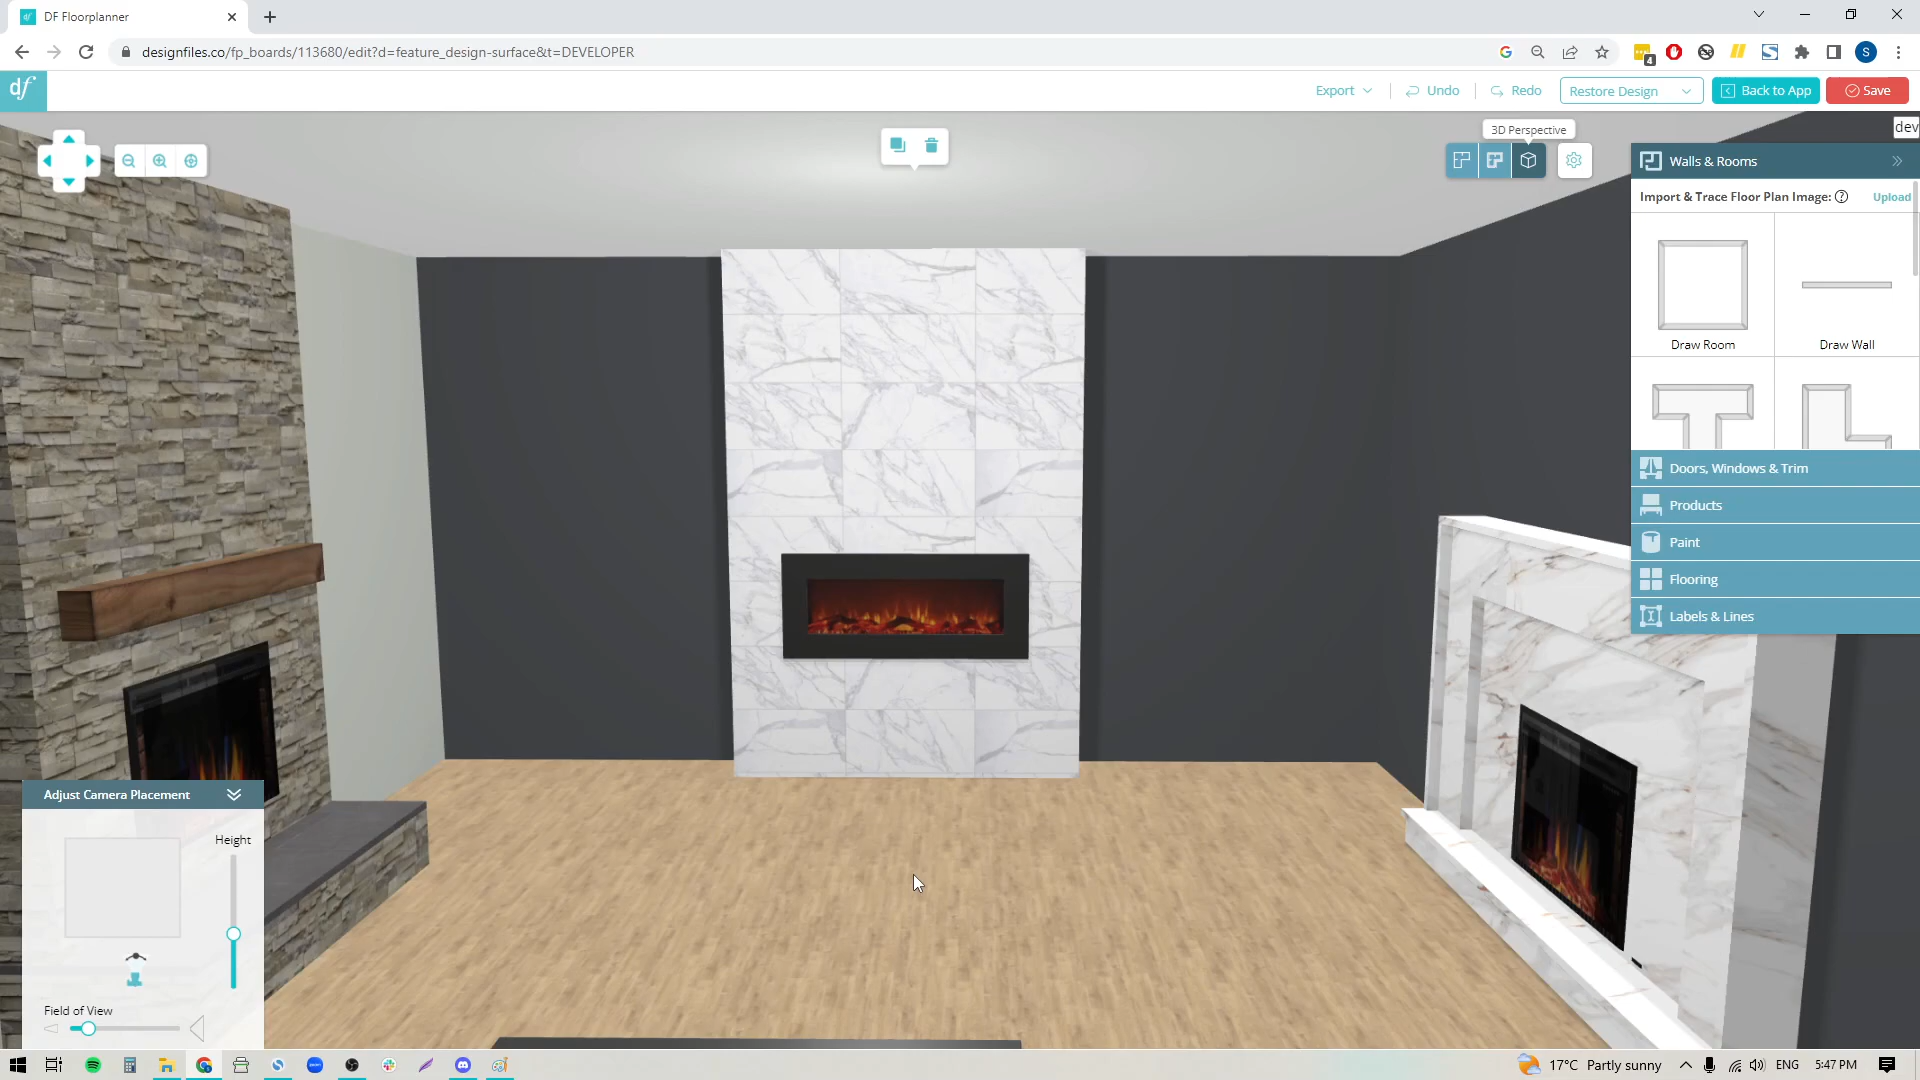 DF Floorplanner
designfiles.co/fp_boards/113680/edit?d=feature_design-surface&t=DEVELOPER
4
S
df
Export
Undo
Redo
Restore Design
Back to App
Save
3D Perspective
dev
Walls & Rooms
Import & Trace Floor Plan Image: ?
Upload
Draw Room
Draw Wall
Doors, Windows & Trim
Products
Paint
Flooring
Labels & Lines
Adjust Camera Placement
Height
Field of View
17°C Partly sunny
ENG
5:47 PM